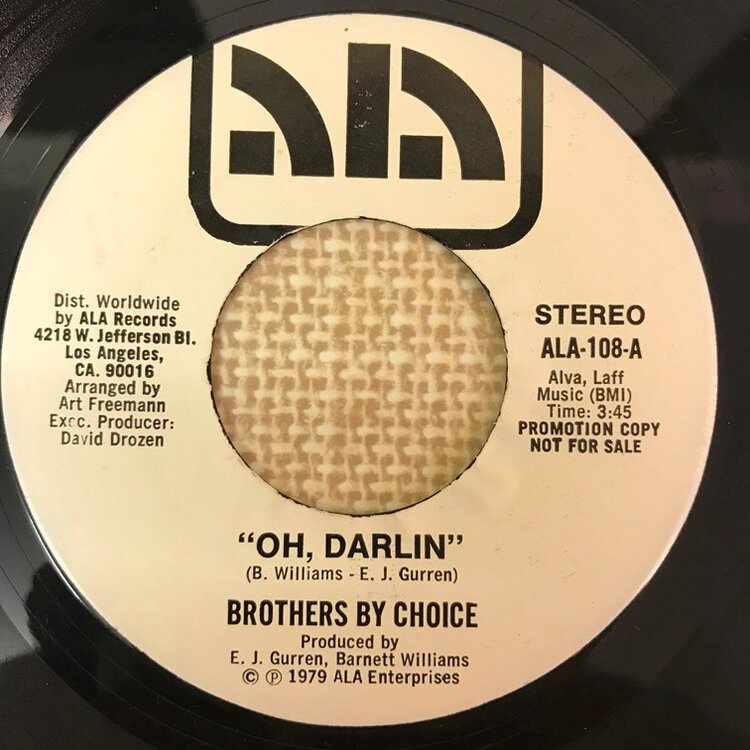 ALA
Dist. Worldwide
by ALA Records
4218 W. Jefferson Bl.
Los Angeles,
CA. 90016
Arranged by
Art Freemann
Exec. Producer:
David Drozen
STEREO
ALA-108-A
Alva, Laff
Music (BMI)
Time: 3:45
PROMOTION COPY
NOT FOR SALE
“OH, DARLIN”
(B. Williams - E. J. Gurren)
BROTHERS BY CHOICE
Produced by
E. J. Gurren, Barnett Williams
© ℗ 1979 ALA Enterprises